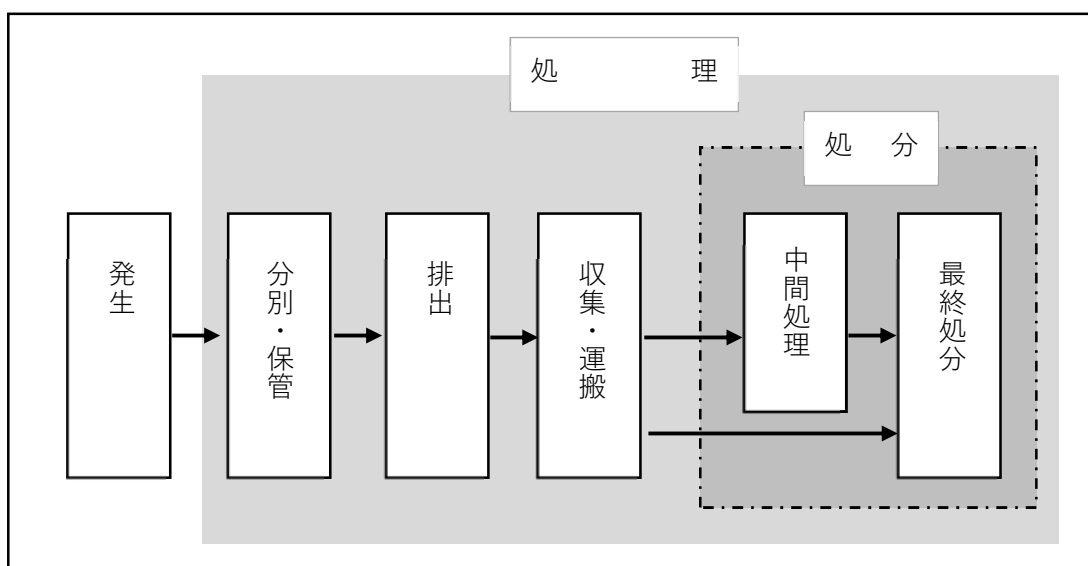 処理
処分
発生
分別・保管
排出
収集・運搬
中間処理
最終処分